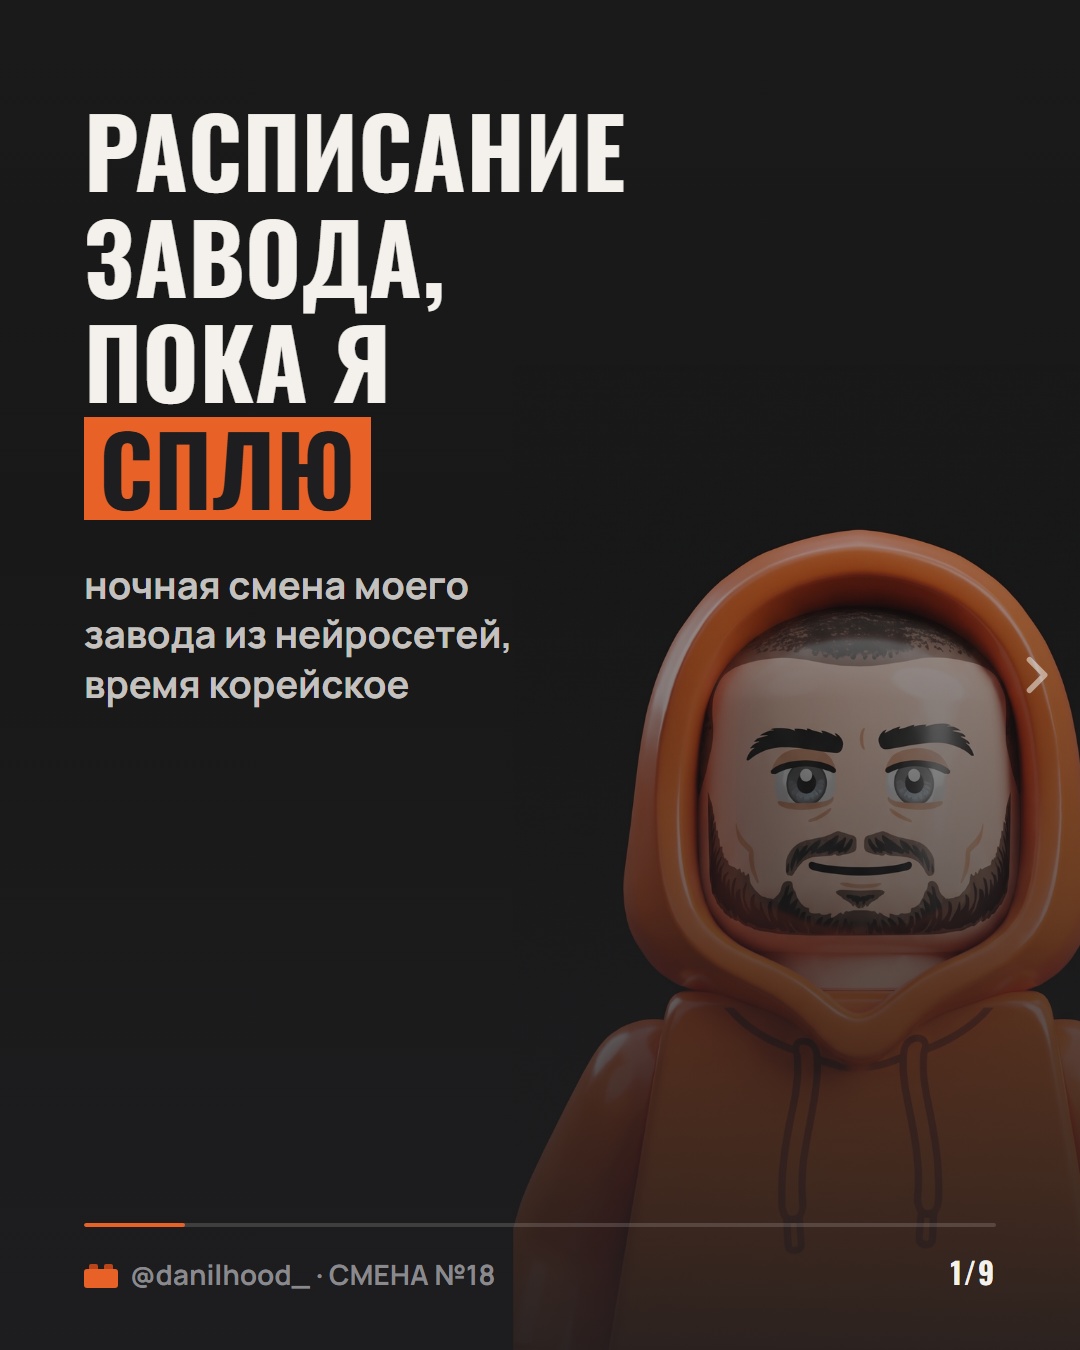 РАСПИСАНИЕ
ЗАВОДА,
ПОКА Я
СПЛЮ
ночная смена моего
завода из нейросетей,
время корейское
@danilhood_ · СМЕНА №18
1/9